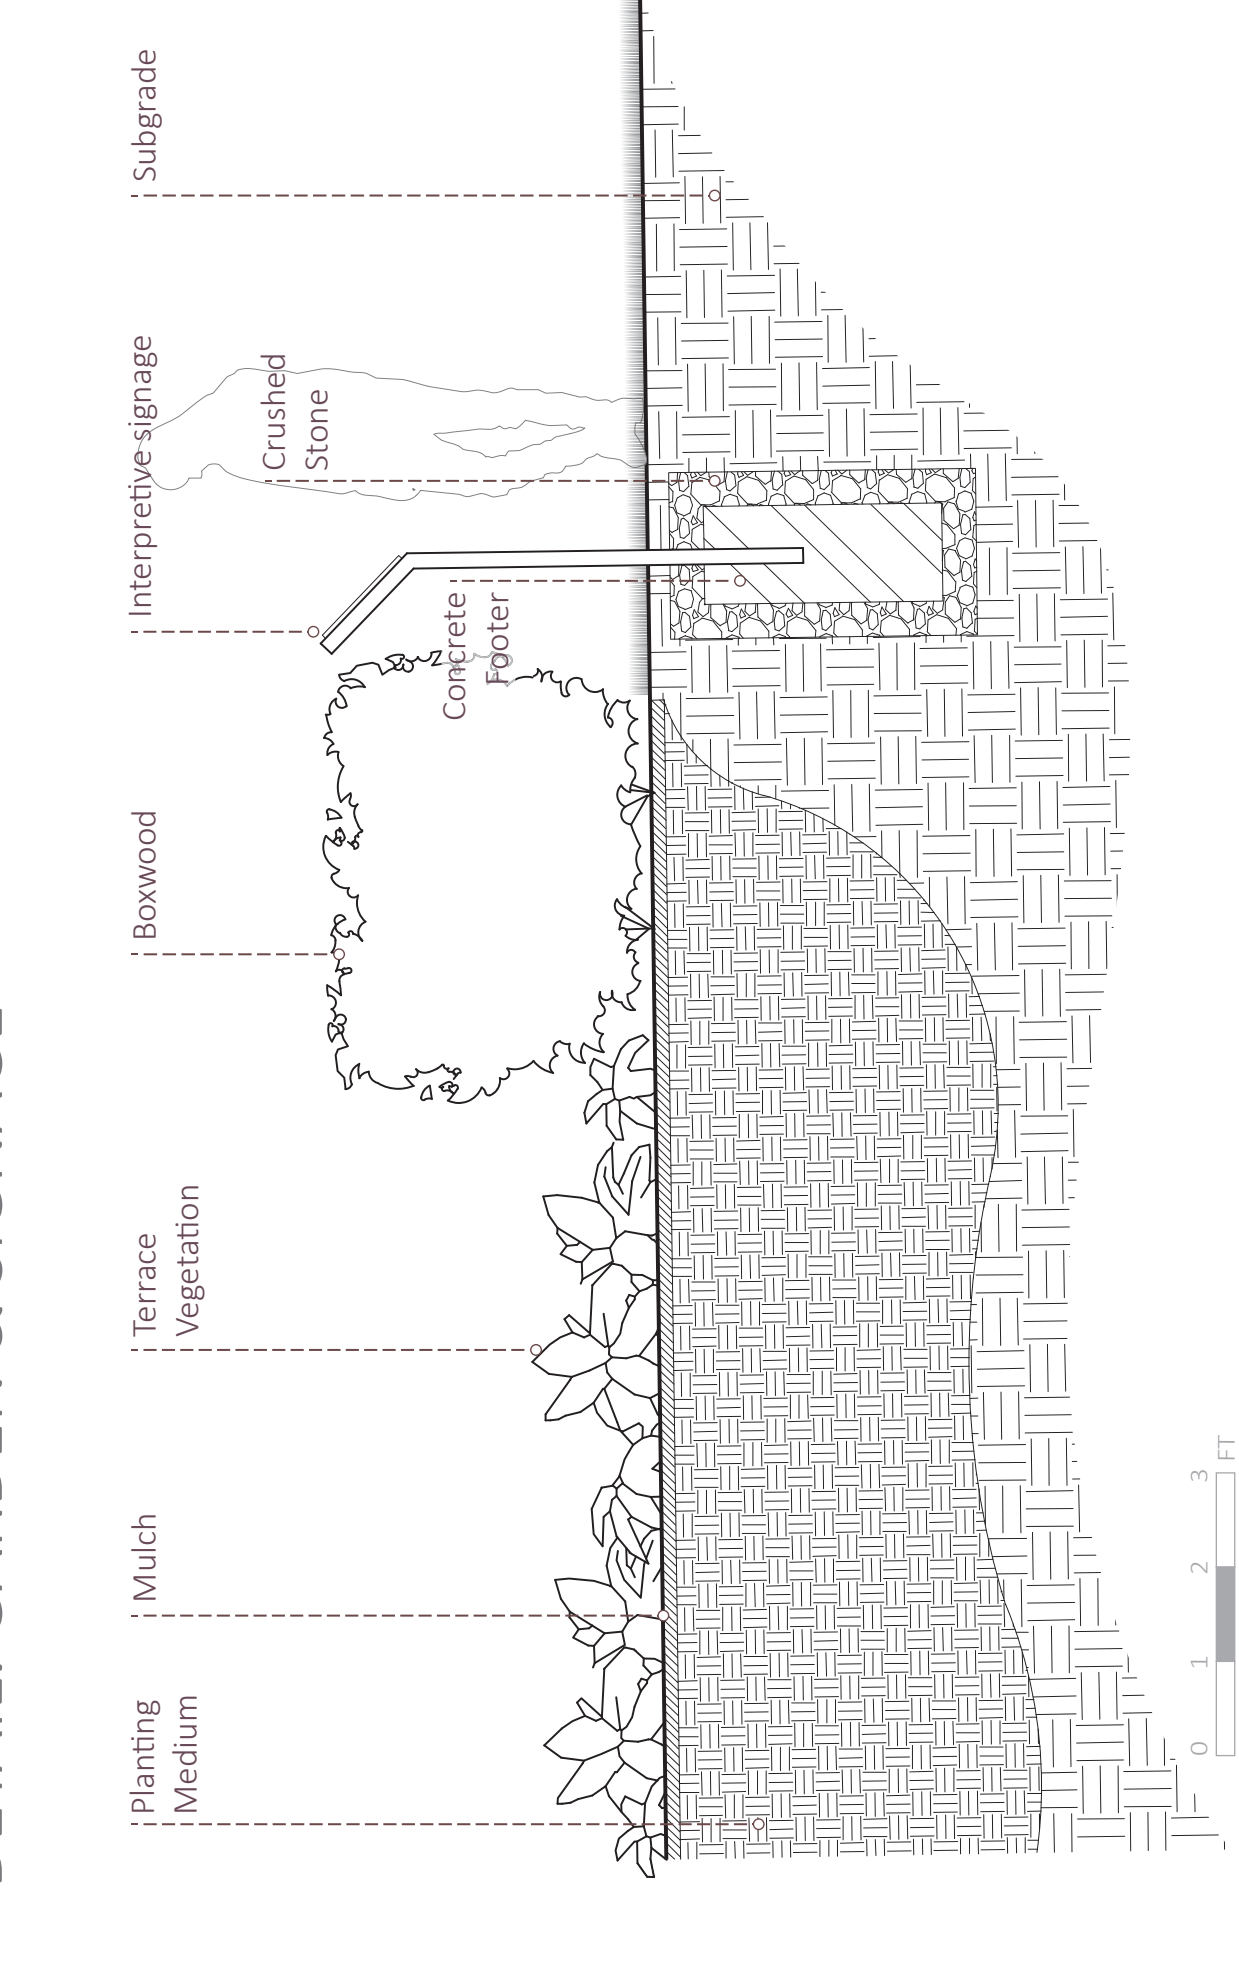 Planting
Medium
Mulch
Terrace
Vegetation
Boxwood
Interpretive signage
Concrete
Footer
Crushed
Stone
Subgrade
0 1 2 3 FT